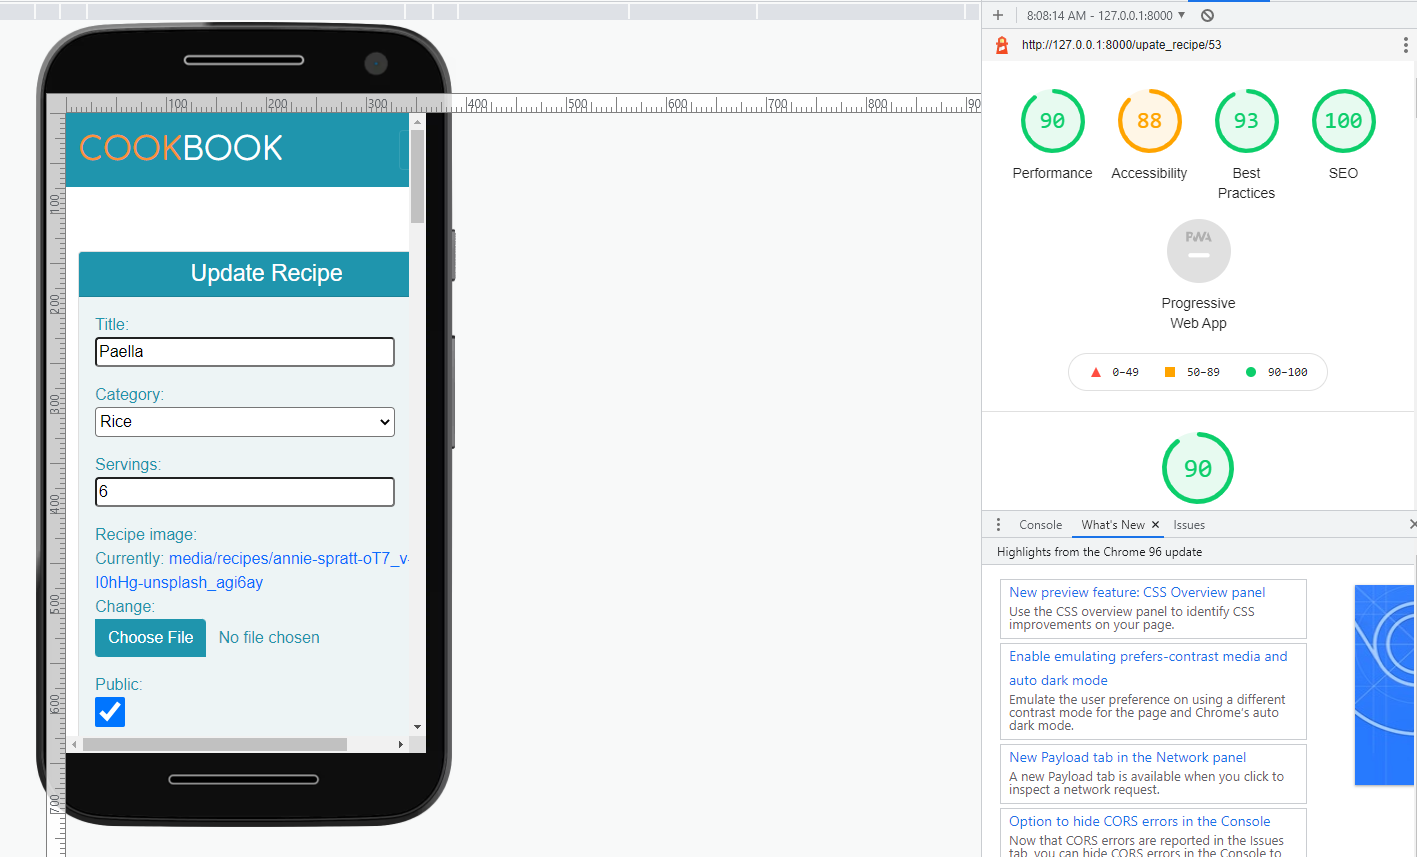 8:08:14 AM - 127.0.0.1:8000
http://127.0.0.1:8000/upate_recipe/53
100 200 300 400 500 600 700 800 90
100
200
300
400
500
600
700
COOKBOOK
Update Recipe
Title:
Paella
Category:
Rice
Servings:
6
Recipe image:
Currently: media/recipes/annie-spratt-oT7_v-
I0hHg-unsplash_agi6ay
Change:
Choose File No file chosen
Public:
90 88 93 100
Performance Accessibility Best
Practices SEO
PWA
Progressive
Web App
0–49 50–89 90–100
90
Console What's New Issues
Highlights from the Chrome 96 update
New preview feature: CSS Overview panel
Use the CSS overview panel to identify CSS
improvements on your page.
Enable emulating prefers-contrast media and
auto dark mode
Emulate the user preference on using a different
contrast mode for the page and Chrome's auto
dark mode.
New Payload tab in the Network panel
A new Payload tab is available when you click to
inspect a network request.
Option to hide CORS errors in the Console
Now that CORS errors are reported in the Issues
tab, you can hide CORS errors in the Console to